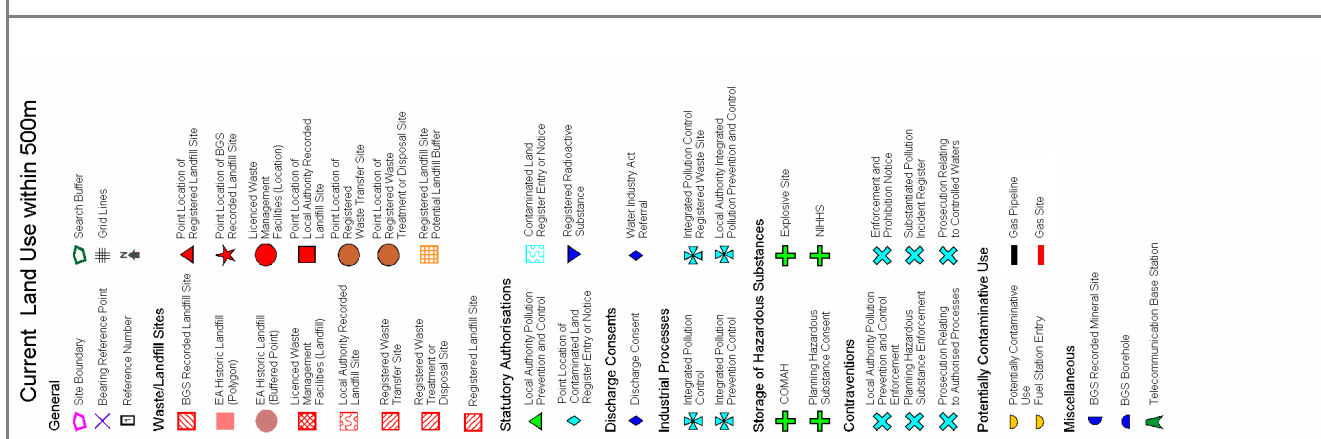 Current Land Use within 500m
General
Site Boundary
Search Buffer
Bearing Reference Point
Grid Lines
1
Reference Number
N
Waste/Landfill Sites
BGS Recorded Landfill Site
Point Location of
Registered Landfill Site
EA Historic Landfill
(Polygon)
Point Location of BGS
Recorded Landfill Site
EA Historic Landfill
(Buffered Point)
Licenced Waste
Management
Facilities (Location)
Licenced Waste
Management
Facilities (Landfill)
Point Location of
Local Authority Recorded
Landfill Site
Local Authority Recorded
Landfill Site
Point Location of
Registered
Waste Transfer Site
Registered Waste
Transfer Site
Point Location of
Registered Waste
Treatment or Disposal Site
Registered Waste
Treatment or
Disposal Site
Registered Landfill Site
Potential Landfill Buffer
Registered Landfill Site
Statutory Authorisations
Local Authority Pollution
Prevention and Control
Contaminated Land
Register Entry or Notice
Point Location of
Contaminated Land
Register Entry or Notice
Registered Radioactive
Substance
Discharge Consents
Discharge Consent
Water Industry Act
Referral
Industrial Processes
Integrated Pollution
Control
Integrated Pollution Control
Registered Waste Site
Integrated Pollution
Prevention Control
Local Authority Integrated
Pollution Prevention and Control
Storage of Hazardous Substances
COMAH
Explosive Site
Planning Hazardous
Substance Consent
NIHHS
Contraventions
Local Authority Pollution
Prevention and Control
Enforcement
Enforcement and
Prohibition Notice
Planning Hazardous
Substance Enforcement
Substantiated Pollution
Incident Register
Prosecution Relating
to Authorised Processes
Prosecution Relating
to Controlled Waters
Potentially Contaminative Use
Potentially Contaminative
Use
Gas Pipeline
Fuel Station Entry
Gas Site
Miscellaneous
BGS Recorded Mineral Site
BGS Borehole
Telecommunication Base Station